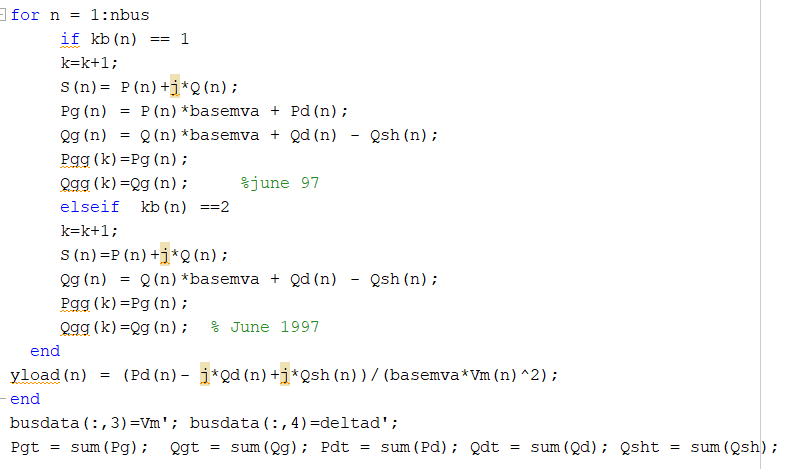 for n = 1:nbus
if kb(n) == 1
k=k+1;
S(n)= P(n)+j*Q(n);
Pg(n) = P(n)*basemva + Pd(n);
Qg(n) = Q(n)*basemva + Qd(n) - Qsh(n);
Pgg(k)=Pg(n);
Qgg(k)=Qg(n);     %june 97
elseif  kb(n) ==2
k=k+1;
S(n)=P(n)+j*Q(n);
Qg(n) = Q(n)*basemva + Qd(n) - Qsh(n);
Pgg(k)=Pg(n);
Qgg(k)=Qg(n);  % June 1997
end
yload(n) = (Pd(n)- j*Qd(n)+j*Qsh(n))/(basemva*Vm(n)^2);
end
busdata(:,3)=Vm'; busdata(:,4)=deltad';
Pgt = sum(Pg);  Qgt = sum(Qg); Pdt = sum(Pd); Qdt = sum(Qd); Qsht = sum(Qsh);